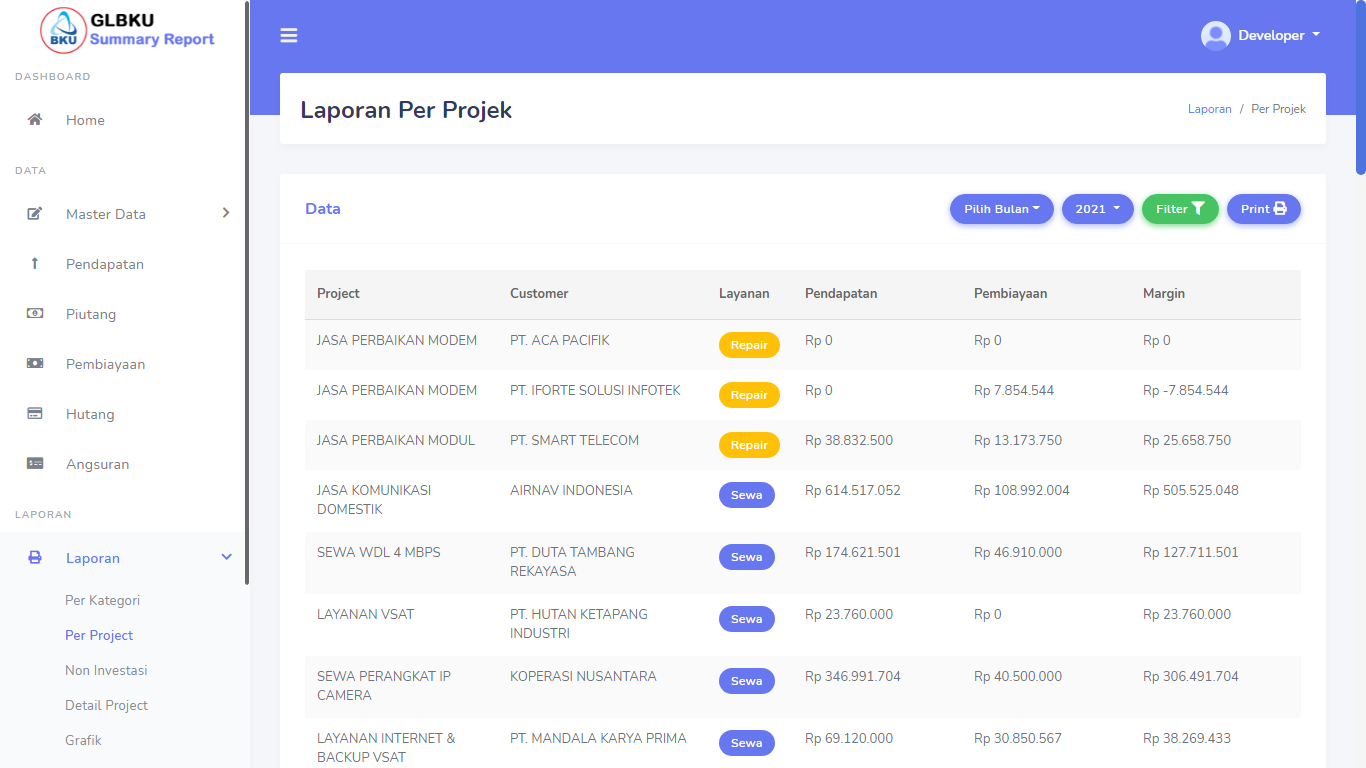 GLBKU
BKU
Summary Report
DASHBOARD
Home
DATA
Master Data
Pendapatan
Piutang
Pembiayaan
Hutang
Angsuran
LAPORAN
Laporan
Per Kategori
Per Project
Non Investasi
Detail Project
Grafik
Developer
Laporan Per Projek
Laporan / Per Projek
Data
Pilih Bulan
2021
Filter
Print
Project Customer Layanan Pendapatan Pembiayaan Margin
JASA PERBAIKAN MODEM PT. ACA PACIFIK Repair Rp 0 Rp 0 Rp 0
JASA PERBAIKAN MODEM PT. IFORTE SOLUSI INFOTEK Repair Rp 0 Rp 7.854.544 Rp -7.854.544
JASA PERBAIKAN MODUL PT. SMART TELECOM Repair Rp 38.832.500 Rp 13.173.750 Rp 25.658.750
JASA KOMUNIKASI AIRNAV INDONESIA Sewa Rp 614.517.052 Rp 108.992.004 Rp 505.525.048
DOMESTIK
SEWA WDL 4 MBPS PT. DUTA TAMBANG Sewa Rp 174.621.501 Rp 46.910.000 Rp 127.711.501
REKAYASA
LAYANAN VSAT PT. HUTAN KETAPANG Sewa Rp 23.760.000 Rp 0 Rp 23.760.000
INDUSTRI
SEWA PERANGKAT IP KOPERASI NUSANTARA Sewa Rp 346.991.704 Rp 40.500.000 Rp 306.491.704
CAMERA
LAYANAN INTERNET & PT. MANDALA KARYA PRIMA Sewa Rp 69.120.000 Rp 30.850.567 Rp 38.269.433
BACKUP VSAT